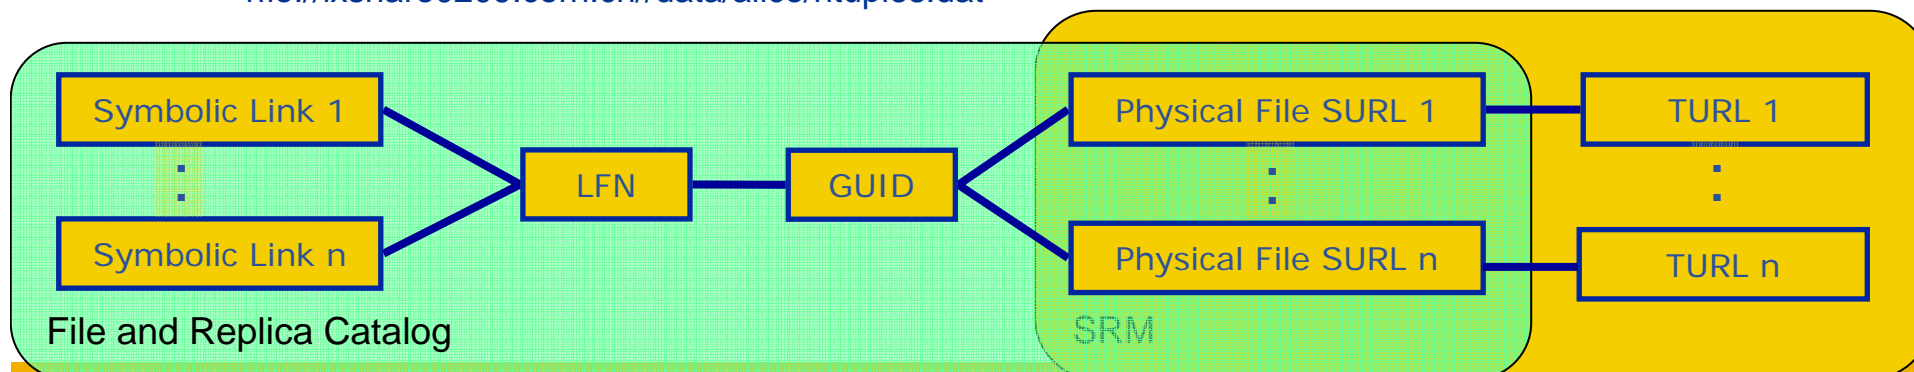 Symbolic Link 1
Physical File SURL 1
TURL 1
LFN
GUID
Symbolic Link n
Physical File SURL n
TURL n
File and Replica Catalog
SRM